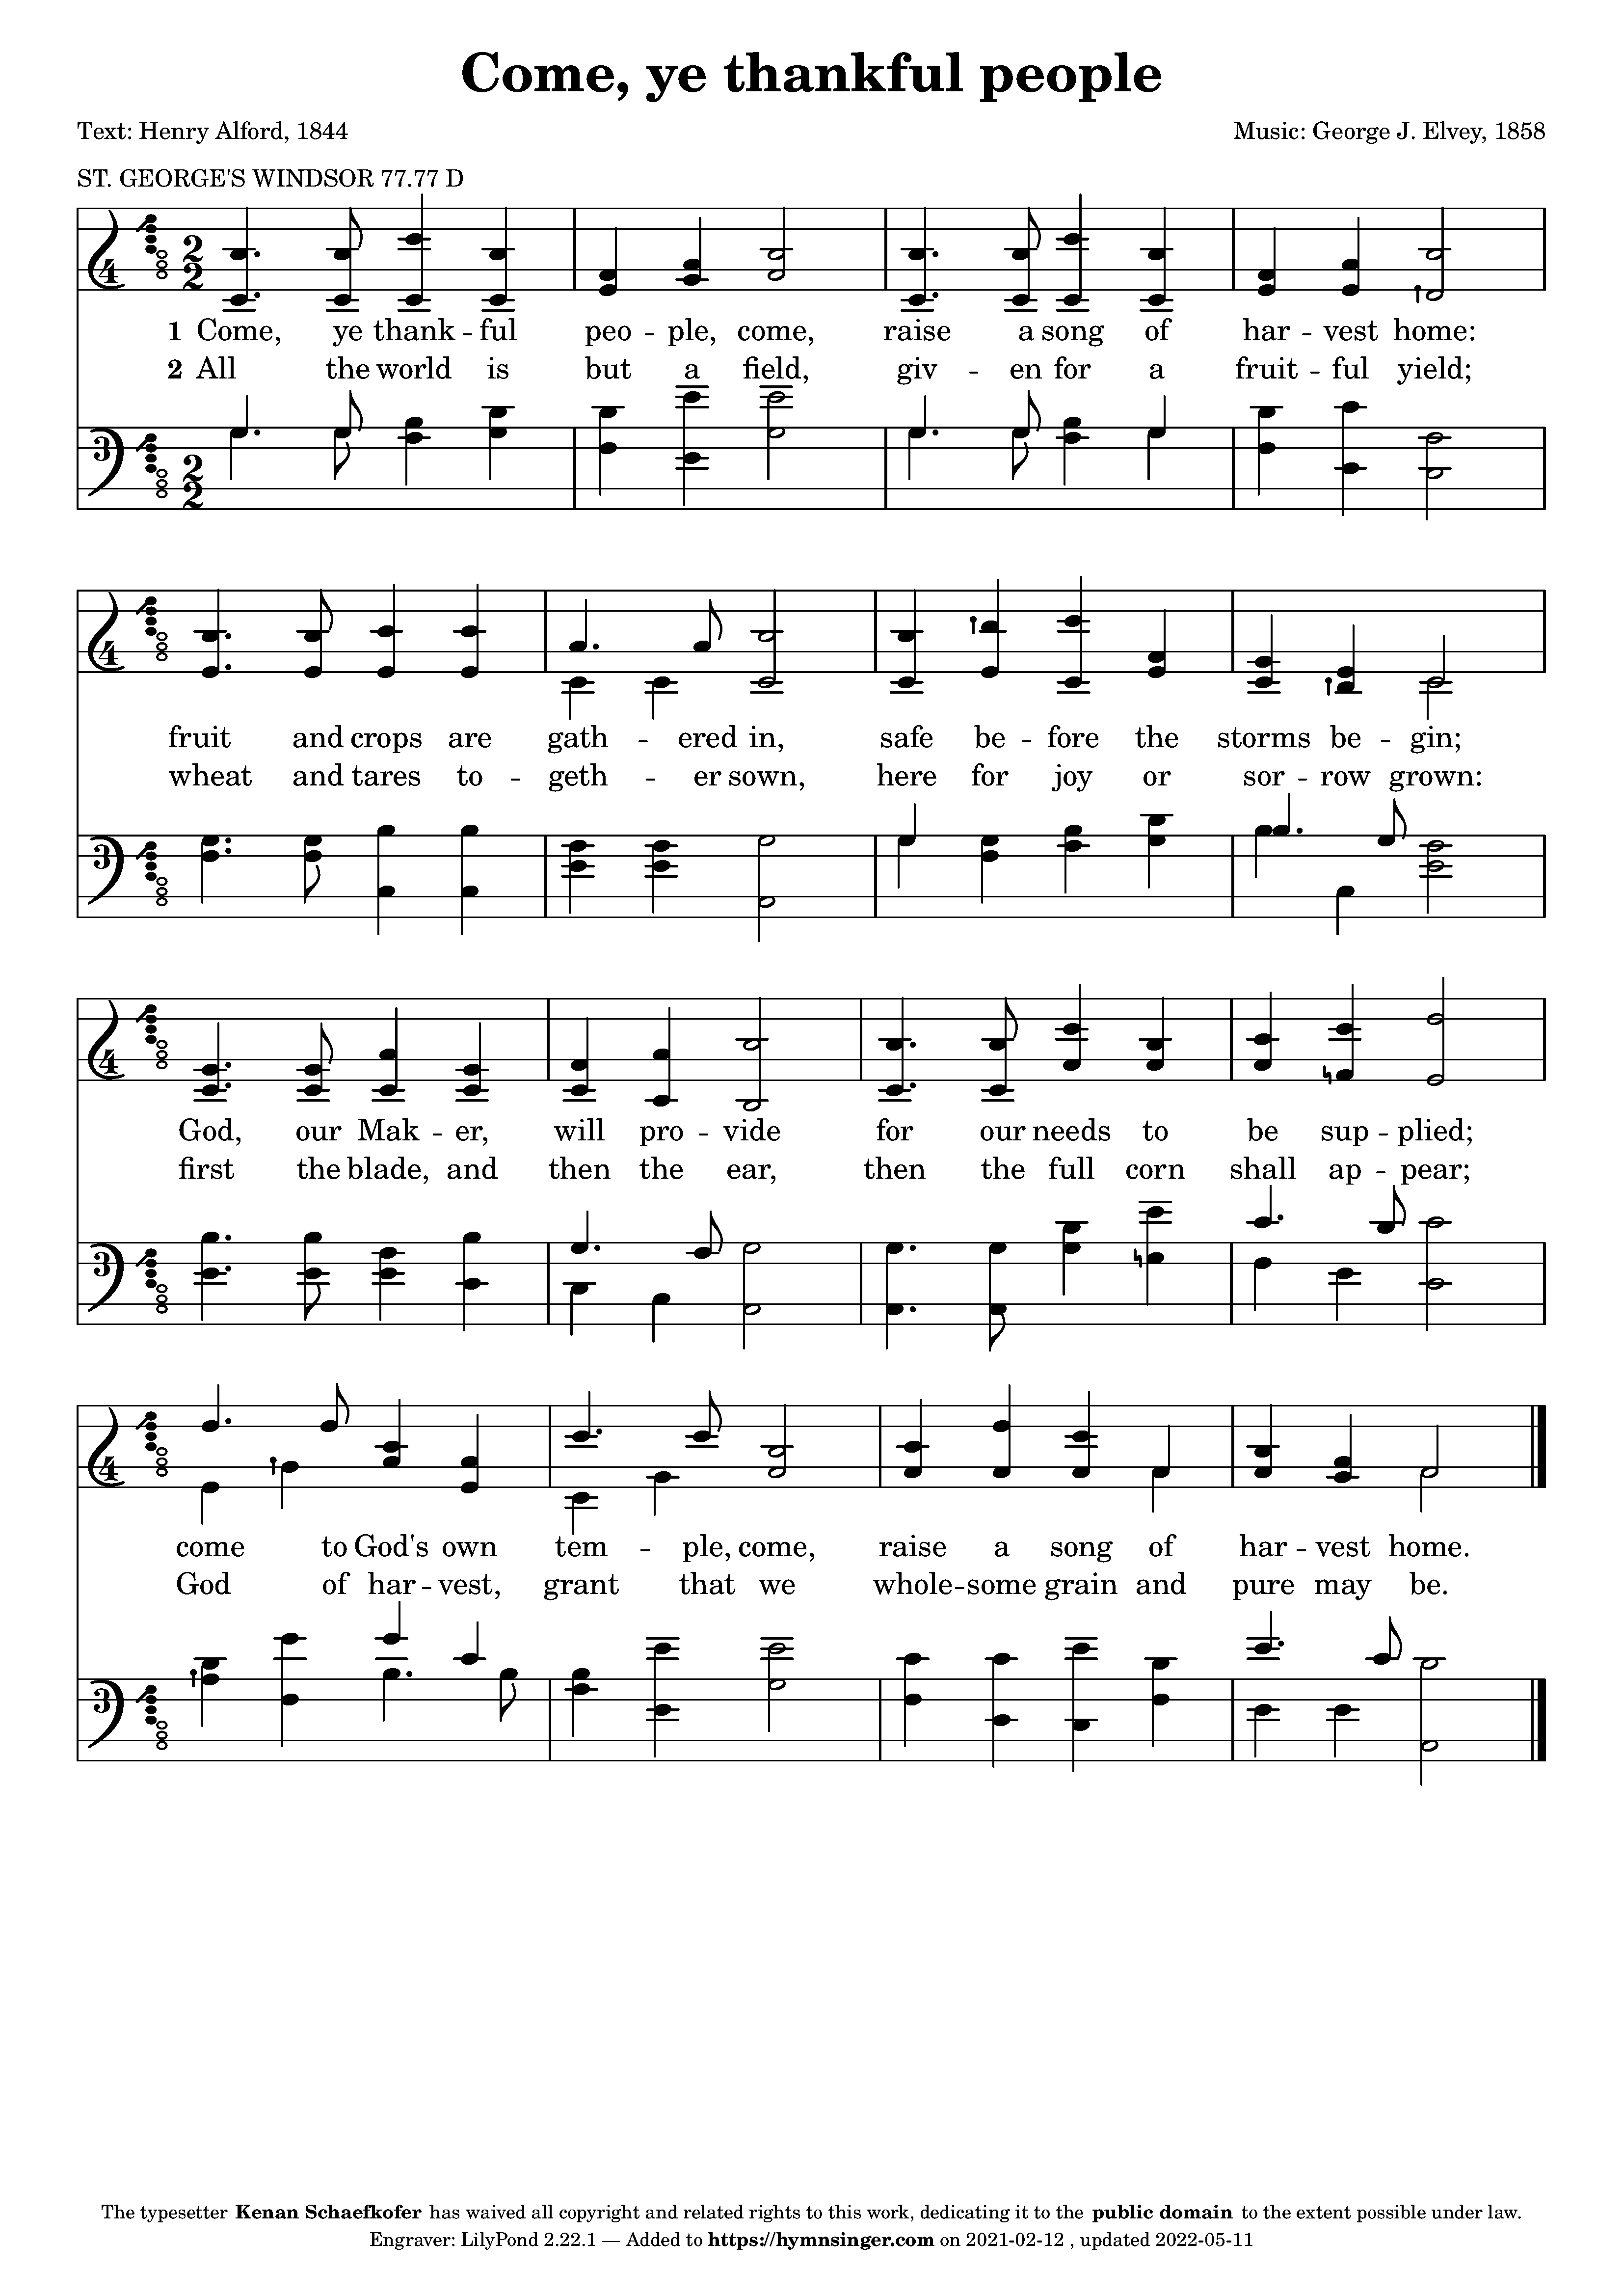 Come, ye thankful people
Text: Henry Alford, 1844 Music: George J. Elvey, 1858
ST. GEORGE'S WINDSOR 77.77 D
1 Come, ye thank - ful peo - ple, come, raise a song of har - vest home:
2 All the world is but a field, giv - en for a fruit - ful yield;
fruit and crops are gath - ered in, safe be - fore the storms be - gin;
wheat and tares to - geth - er sown, here for joy or sor - row grown:
God, our Mak - er, will pro - vide for our needs to be sup - plied;
first the blade, and then the ear, then the full corn shall ap - pear;
come to God's own tem - ple, come, raise a song of har - vest home.
God of har - vest, grant that we whole - some grain and pure may be.
The typesetter Kenan Schaefkofer has waived all copyright and related rights to this work, dedicating it to the public domain to the extent possible under law.
Engraver: LilyPond 2.22.1 — Added to https://hymnsinger.com on 2021-02-12 , updated 2022-05-11